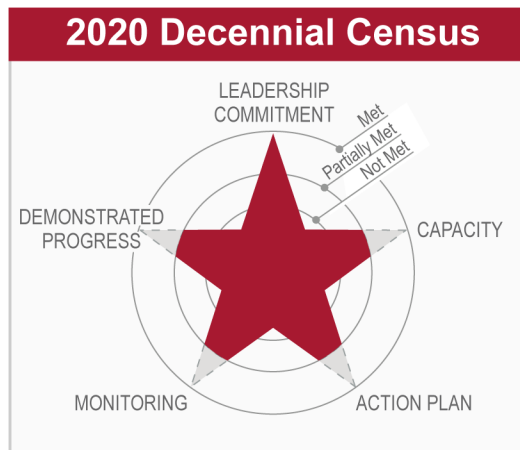 2020 Decennial Census
LEADERSHIP
COMMITMENT
Met
Partially Met
Not Met
DEMONSTRATED
PROGRESS
CAPACITY
MONITORING
ACTION PLAN